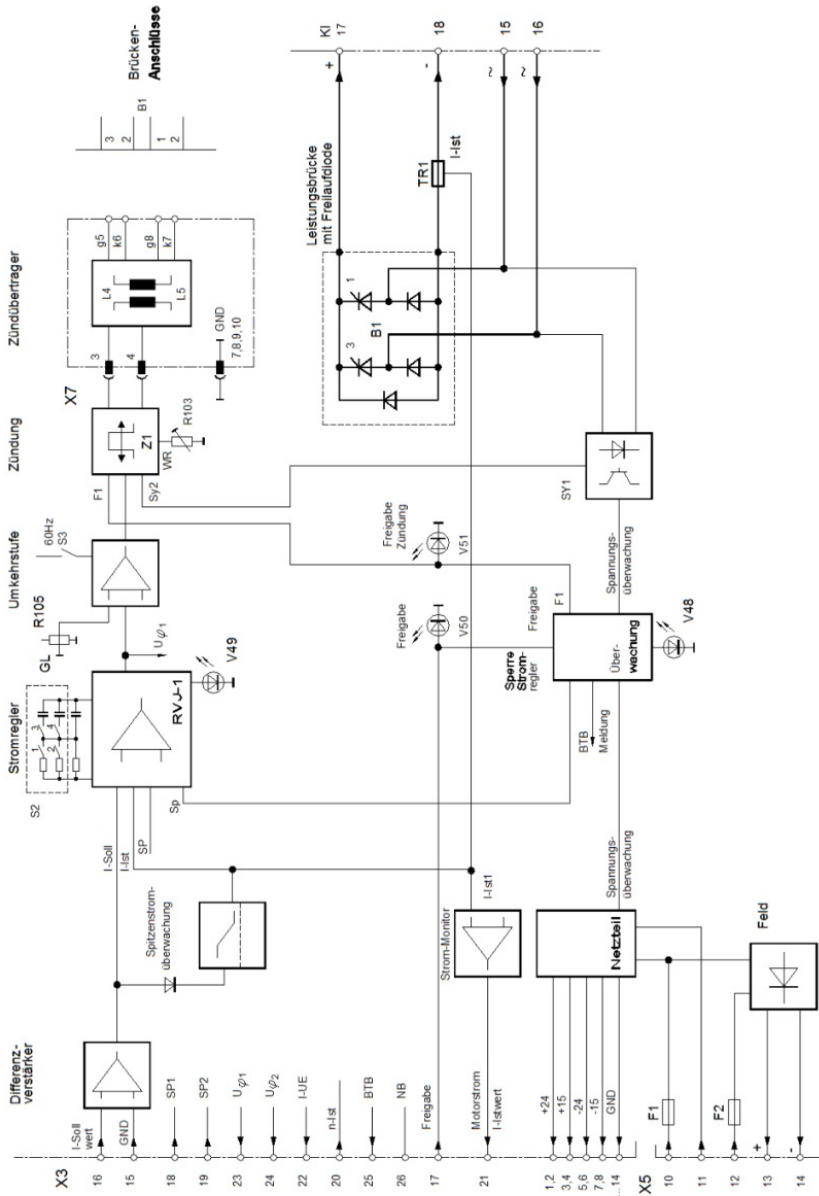 Differenz-
verstärker
Stromregler
Umkehrstufe
Zündung
Zündübertrager
Brücken-
Anschlüsse
X3
I-Soll
wert
16
GND
15
I-Soll
I-Ist
SP
Sp
S2
1
2
3
4
RVJ-1
V49
Uφ1
GL
R105
60Hz
S3
F1
Sy2
Z1
WR
R103
X7
3
4
GND
7,8,9,10
L4
L5
g5
k6
g8
k7
3
2
B1
1
2
Spitzenstrom-
überwachung
18
SP1
19
SP2
23
Uφ1
24
Uφ2
22
I-UE
20
n-Ist
25
BTB
26
NB
17
Freigabe
Freigabe
V50
Freigabe
Zündung
V51
21
Motorstrom
I-Istwert
Strom-Monitor
I-Ist1
Leistungsbrücke
mit Freilaufdiode
3
1
B1
TR1
I-Ist
Kl
17
+
18
-
15
~
16
~
Sperre
Strom-
regler
Freigabe
F1
Über-
wachung
BTB
Meldung
V48
Spannungs-
überwachung
SY1
Spannungs-
überwachung
Netzteil
1,2
+24
3,4
+15
5,6
-24
7,8
-15
...14
GND
X5
10
F1
11
12
F2
13
+
14
-
Feld